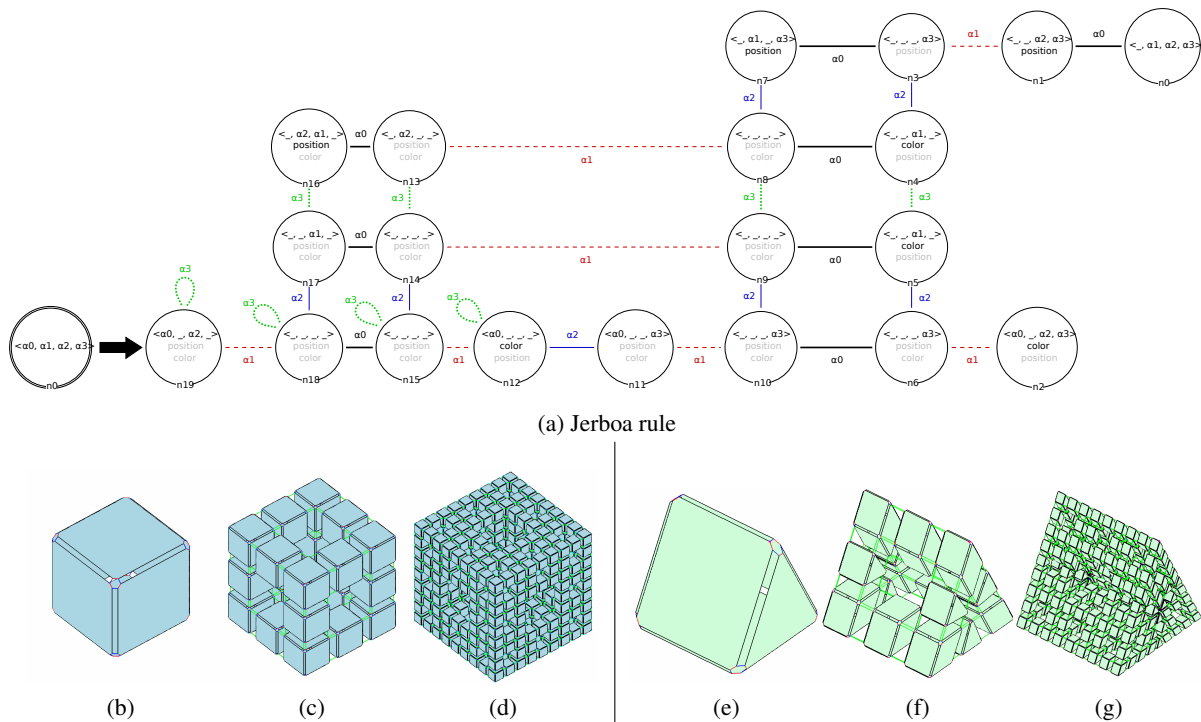 <_, α1, _, α3>
position
n7
α0
<_, _, _, α3>
position
n3
α1
<_, _, α2, α3>
position
n1
α0
<_, α1, α2, α3>
n0
α2
α2
<_, α2, α1, _>
position
color
n16
α0
<_, α2, _, _>
position
color
n13
α1
<_, _, _, _>
position
color
n8
α0
<_, _, α1, _>
color
position
n4
α3
α3
α3
α3
<_, _, α1, _>
position
color
n17
α0
<_, _, _, _>
position
color
n14
α1
<_, _, _, _>
position
color
n9
α0
<_, _, α1, _>
color
position
n5
α3
α3
α2
α3
α2
α3
α2
α2
<α0, α1, α2, α3>
n0
<α0, _, α2, _>
position
color
n19
α1
<_, _, _, _>
position
color
n18
α0
<_, _, _, _>
position
color
n15
α1
<α0, _, _, _>
color
position
n12
α2
<α0, _, _, α3>
position
color
n11
α1
<_, _, _, α3>
position
color
n10
α0
<_, _, _, α3>
position
color
n6
α1
<α0, _, α2, α3>
color
position
n2
(a) Jerboa rule
(b) (c) (d) (e) (f) (g)